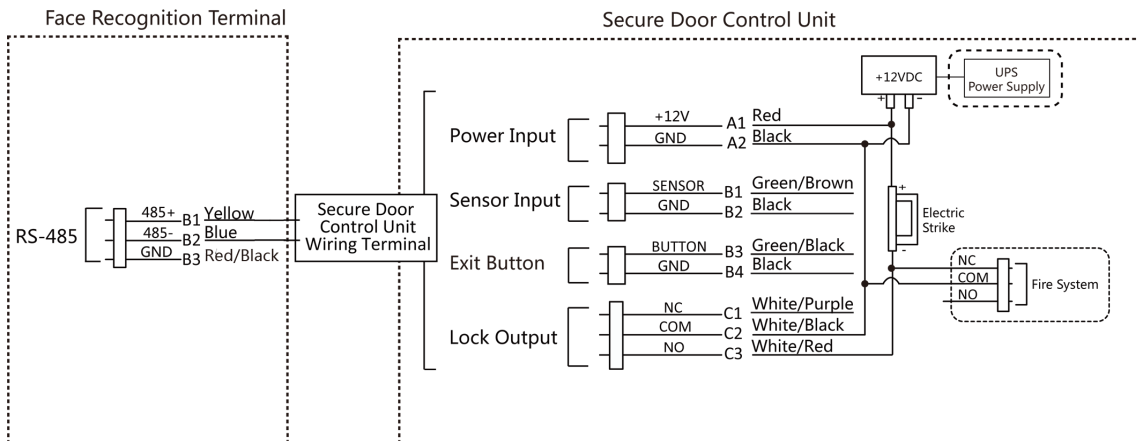 Face Recognition Terminal
Secure Door Control Unit
+12VDC
UPS
Power Supply
+ -
Power Input
+12V A1 Red
GND A2 Black
Sensor Input
SENSOR B1 Green/Brown
GND B2 Black
+
Electric
Strike
-
RS-485
485+ B1 Yellow
485- B2 Blue
GND B3 Red/Black
Secure Door
Control Unit
Wiring Terminal
Exit Button
BUTTON B3 Green/Black
GND B4 Black
NC
COM
NO
Fire System
Lock Output
NC C1 White/Purple
COM C2 White/Black
NO C3 White/Red